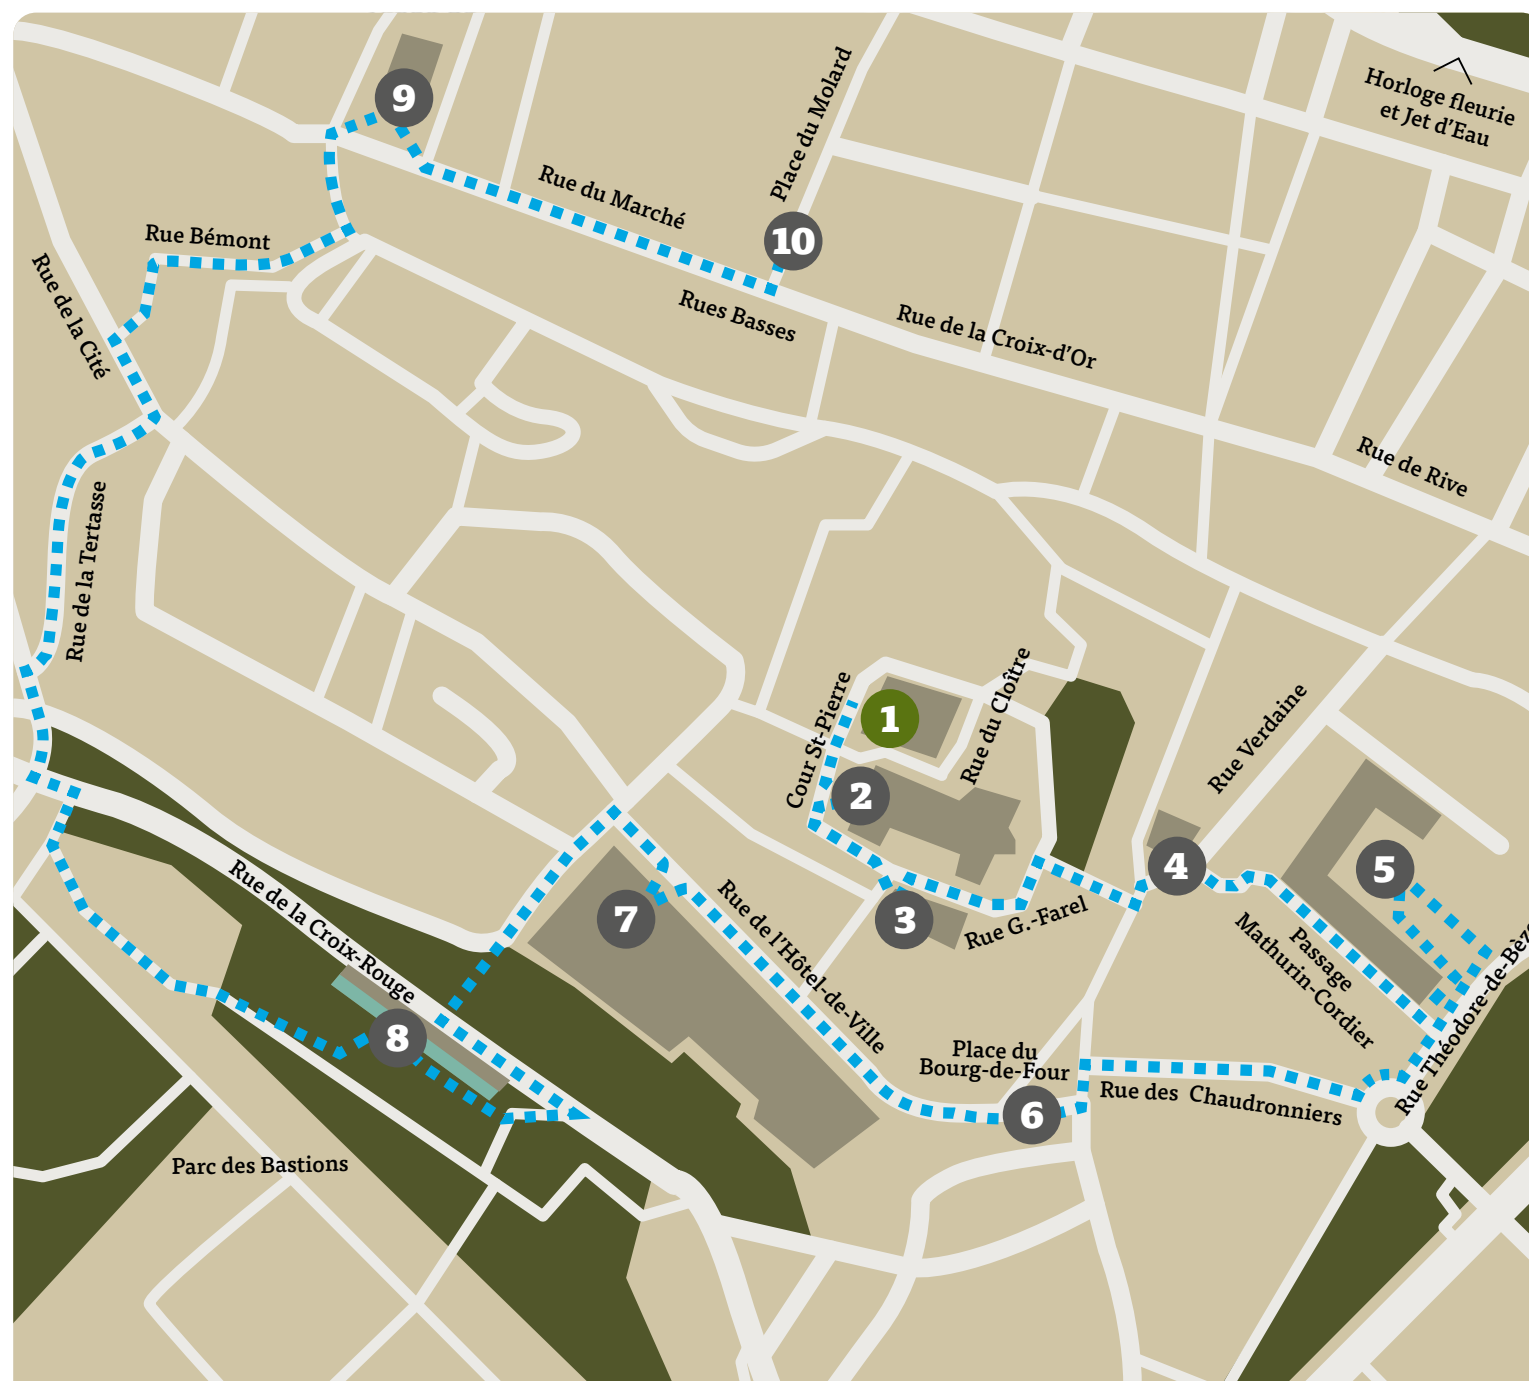 Horloge fleurie
et Jet d’Eau
Place du Molard
9
Rue du Marché
10
Rue Bémont
Rue de la Cité
Rues Basses
Rue de la Croix-d’Or
Rue de Rive
Rue de la Tertasse
Cour St-Pierre
1
Rue du Cloître
Rue Verdaine
2
3
4
5
Rue G.-Farel
Passage
Mathurin-Cordier
Rue Théodore-de-Bèze
7
Rue de l’Hôtel-de-Ville
Rue de la Croix-Rouge
8
Place du
Bourg-de-Four
6
Rue des Chaudronniers
Parc des Bastions